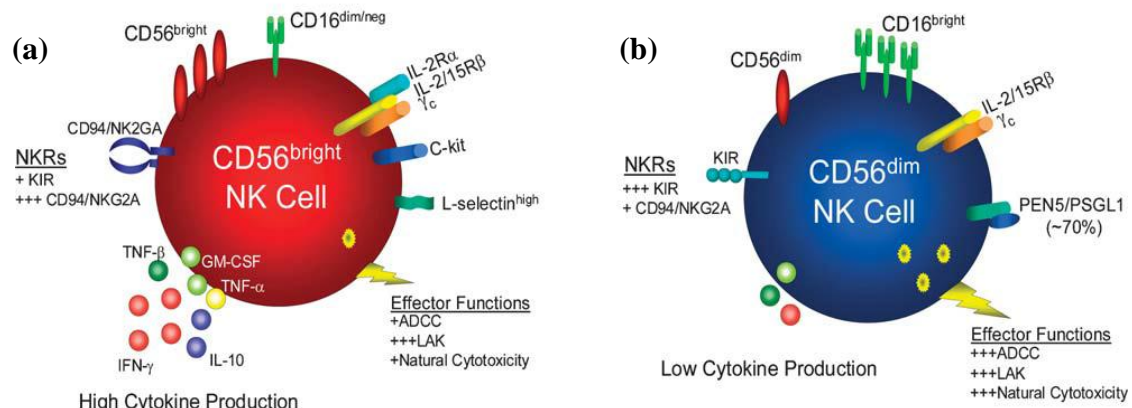 (a)
CD56bright
CD16dim/neg
IL-2Rα
IL-2/15Rβ
γc
CD94/NK2GA
C-kit
NKRs
+ KIR
+++ CD94/NKG2A
CD56bright
NK Cell
L-selectinhigh
TNF-β
GM-CSF
TNF-α
IFN-γ
IL-10
Effector Functions
+ADCC
+++LAK
+Natural Cytotoxicity
High Cytokine Production
(b)
CD56dim
CD16bright
IL-2/15Rβ
γc
NKRs
+++ KIR
+ CD94/NKG2A
KIR
CD56dim
NK Cell
PEN5/PSGL1
(~70%)
Effector Functions
+++ADCC
+++LAK
+++Natural Cytotoxicity
Low Cytokine Production